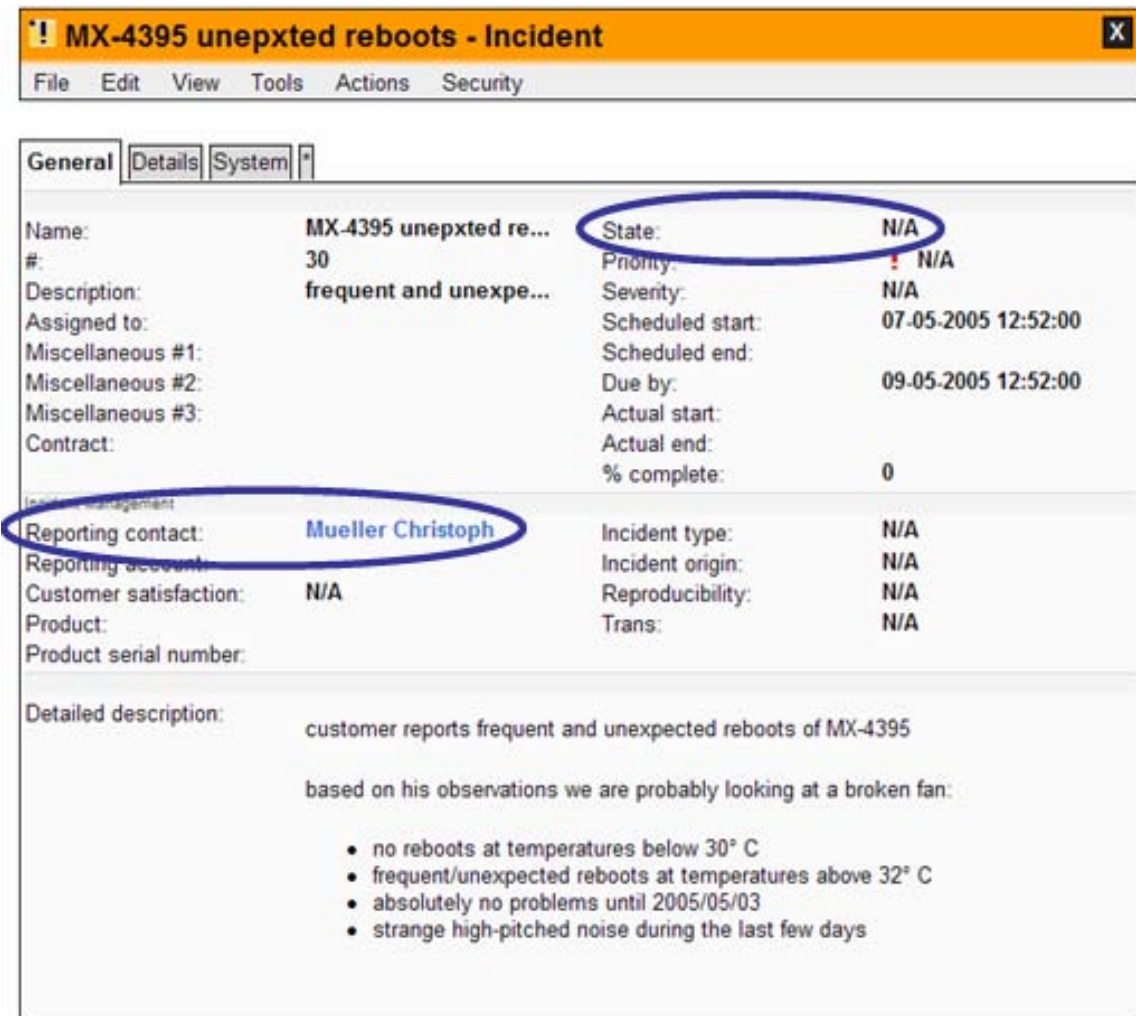 ! MX-4395 unepxted reboots - Incident X
File Edit View Tools Actions Security
General Details System *
Name: MX-4395 unepxted re... State: N/A
#: 30 Priority: ! N/A
Description: frequent and unexpe... Severity: N/A
Assigned to: Scheduled start: 07-05-2005 12:52:00
Miscellaneous #1: Scheduled end:
Miscellaneous #2: Due by: 09-05-2005 12:52:00
Miscellaneous #3: Actual start:
Contract: Actual end:
% complete: 0
Incident Management
Reporting contact: Mueller Christoph Incident type: N/A
Reporting account: Incident origin: N/A
Customer satisfaction: N/A Reproducibility: N/A
Product: Trans: N/A
Product serial number:
Detailed description:
customer reports frequent and unexpected reboots of MX-4395
based on his observations we are probably looking at a broken fan:
• no reboots at temperatures below 30° C
• frequent/unexpected reboots at temperatures above 32° C
• absolutely no problems until 2005/05/03
• strange high-pitched noise during the last few days